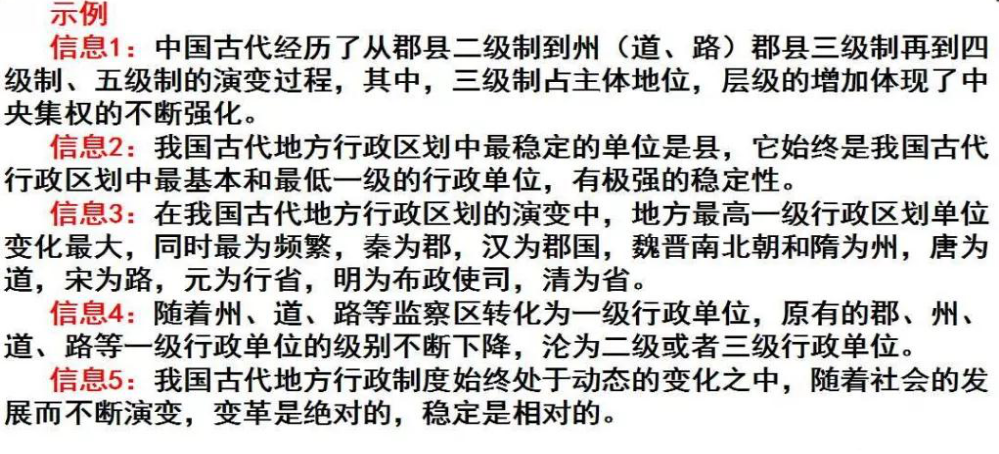 示例
信息1：中国古代经历了从郡县二级制到州（道、路）郡县三级制再到四
级制、五级制的演变过程，其中，三级制占主体地位，层级的增加体现了中
央集权的不断强化。
信息2：我国古代地方行政区划中最稳定的单位是县，它始终是我国古代
行政区划中最基本和最低一级的行政单位，有极强的稳定性。
信息3：在我国古代地方行政区划的演变中，地方最高一级行政区划单位
变化最大，同时最为频繁，秦为郡，汉为郡国，魏晋南北朝和隋为州，唐为
道，宋为路，元为行省，明为布政使司，清为省。
信息4：随着州、道、路等监察区转化为一级行政单位，原有的郡、州、
道、路等一级行政单位的级别不断下降，沦为二级或者三级行政单位。
信息5：我国古代地方行政制度始终处于动态的变化之中，随着社会的发
展而不断演变，变革是绝对的，稳定是相对的。